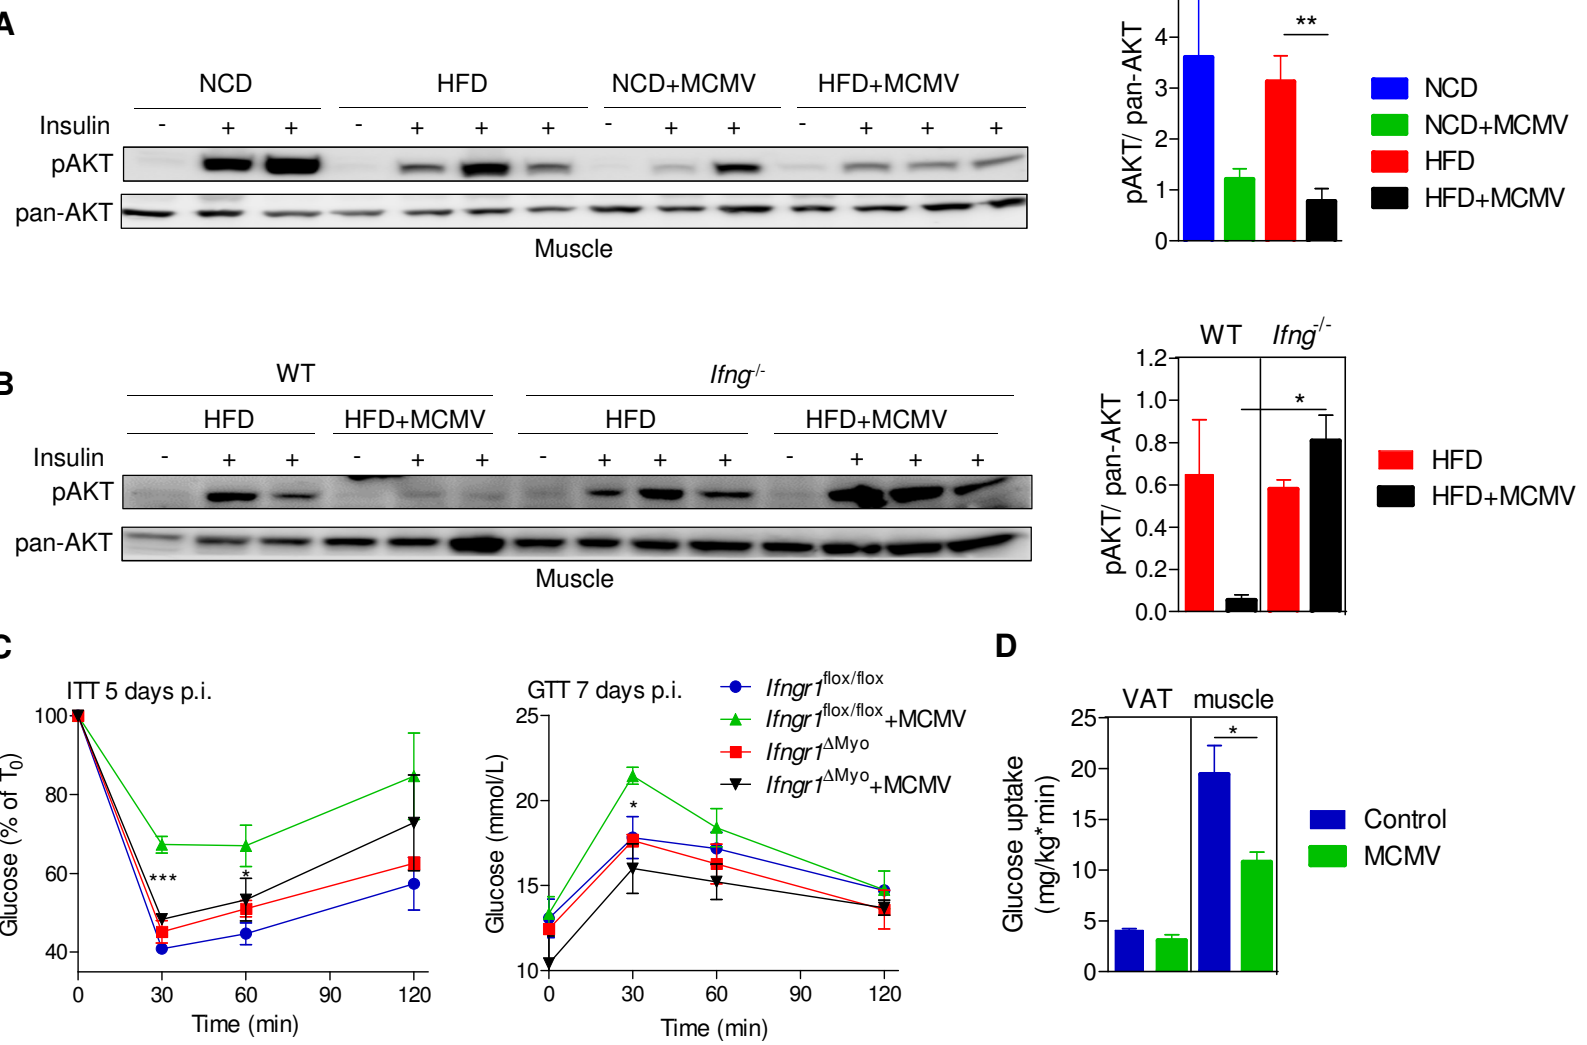 A
NCD HFD NCD+MCMV HFD+MCMV
Insulin - + + - + + + - + + - + + +
pAKT
pan-AKT
Muscle
pAKT/ pan-AKT
4
3
2
1
0
**
NCD
NCD+MCMV
HFD
HFD+MCMV
B
WT Ifng-/-
HFD HFD+MCMV HFD HFD+MCMV
Insulin - + + - + + - + + + - + + +
pAKT
pan-AKT
Muscle
WT Ifng-/-
pAKT/ pan-AKT
1.2
1.0
0.8
0.6
0.4
0.2
0.0
*
HFD
HFD+MCMV
C
ITT 5 days p.i.
Glucose (% of T0)
100
80
60
40
***
*
0 30 60 90 120
Time (min)
GTT 7 days p.i.
Glucose (mmol/L)
25
20
15
10
*
0 30 60 90 120
Time (min)
Ifngr1flox/flox
Ifngr1flox/flox+MCMV
Ifngr1ΔMyo
Ifngr1ΔMyo+MCMV
D
VAT muscle
Glucose uptake
(mg/kg*min)
25
20
15
10
5
0
*
Control
MCMV